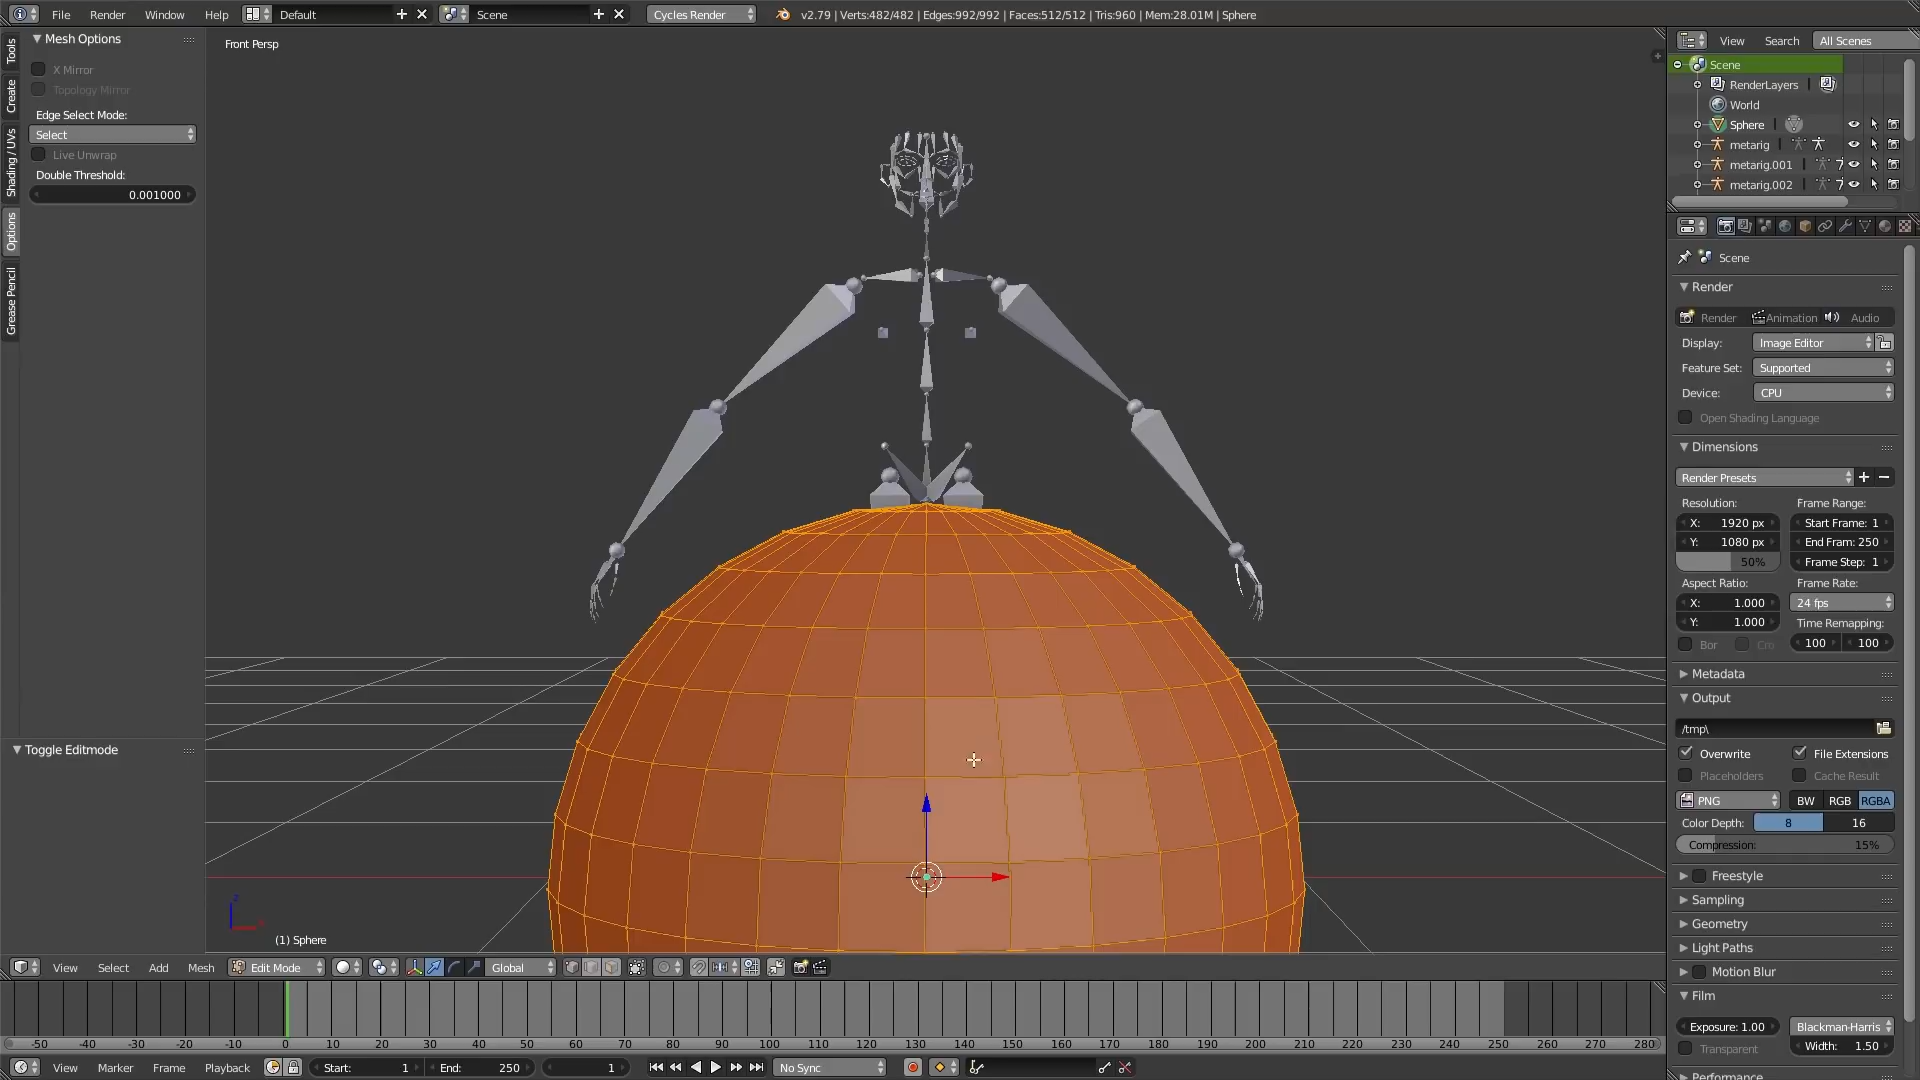 File Render Window Help Default Scene Cycles Render v2.79 | Verts:482/482 | Edges:992/992 | Faces:512/512 | Tris:960 | Mem:28.01M | Sphere
Tools
Create
Shading / UVs
Options
Grease Pencil
Mesh Options
X Mirror
Topology Mirror
Edge Select Mode:
Select
Live Unwrap
Double Threshold:
0.001000
Toggle Editmode
Front Persp
(1) Sphere
View Select Add Mesh Edit Mode Global
-50 -40 -30 -20 -10 0 10 20 30 40 50 60 70 80 90 100 110 120 130 140 150 160 170 180 190 200 210 220 230 240 250 260 270 280
View Marker Frame Playback Start: 1 End: 250 1 No Sync
View Search All Scenes
Scene
RenderLayers
World
Sphere
metarig
metarig.001
metarig.002
Scene
Render
Render Animation Audio
Display: Image Editor
Feature Set: Supported
Device: CPU
Open Shading Language
Dimensions
Render Presets
Resolution: Frame Range:
X: 1920 px Start Frame: 1
Y: 1080 px End Fram: 250
50% Frame Step: 1
Aspect Ratio: Frame Rate:
X: 1.000 24 fps
Y: 1.000 Time Remapping:
Bor Cro 100 100
Metadata
Output
/tmp\
Overwrite File Extensions
Placeholders Cache Result
PNG BW RGB RGBA
Color Depth: 8 16
Compression: 15%
Freestyle
Sampling
Geometry
Light Paths
Motion Blur
Film
Exposure: 1.00 Blackman-Harris
Transparent Width: 1.50
Performance